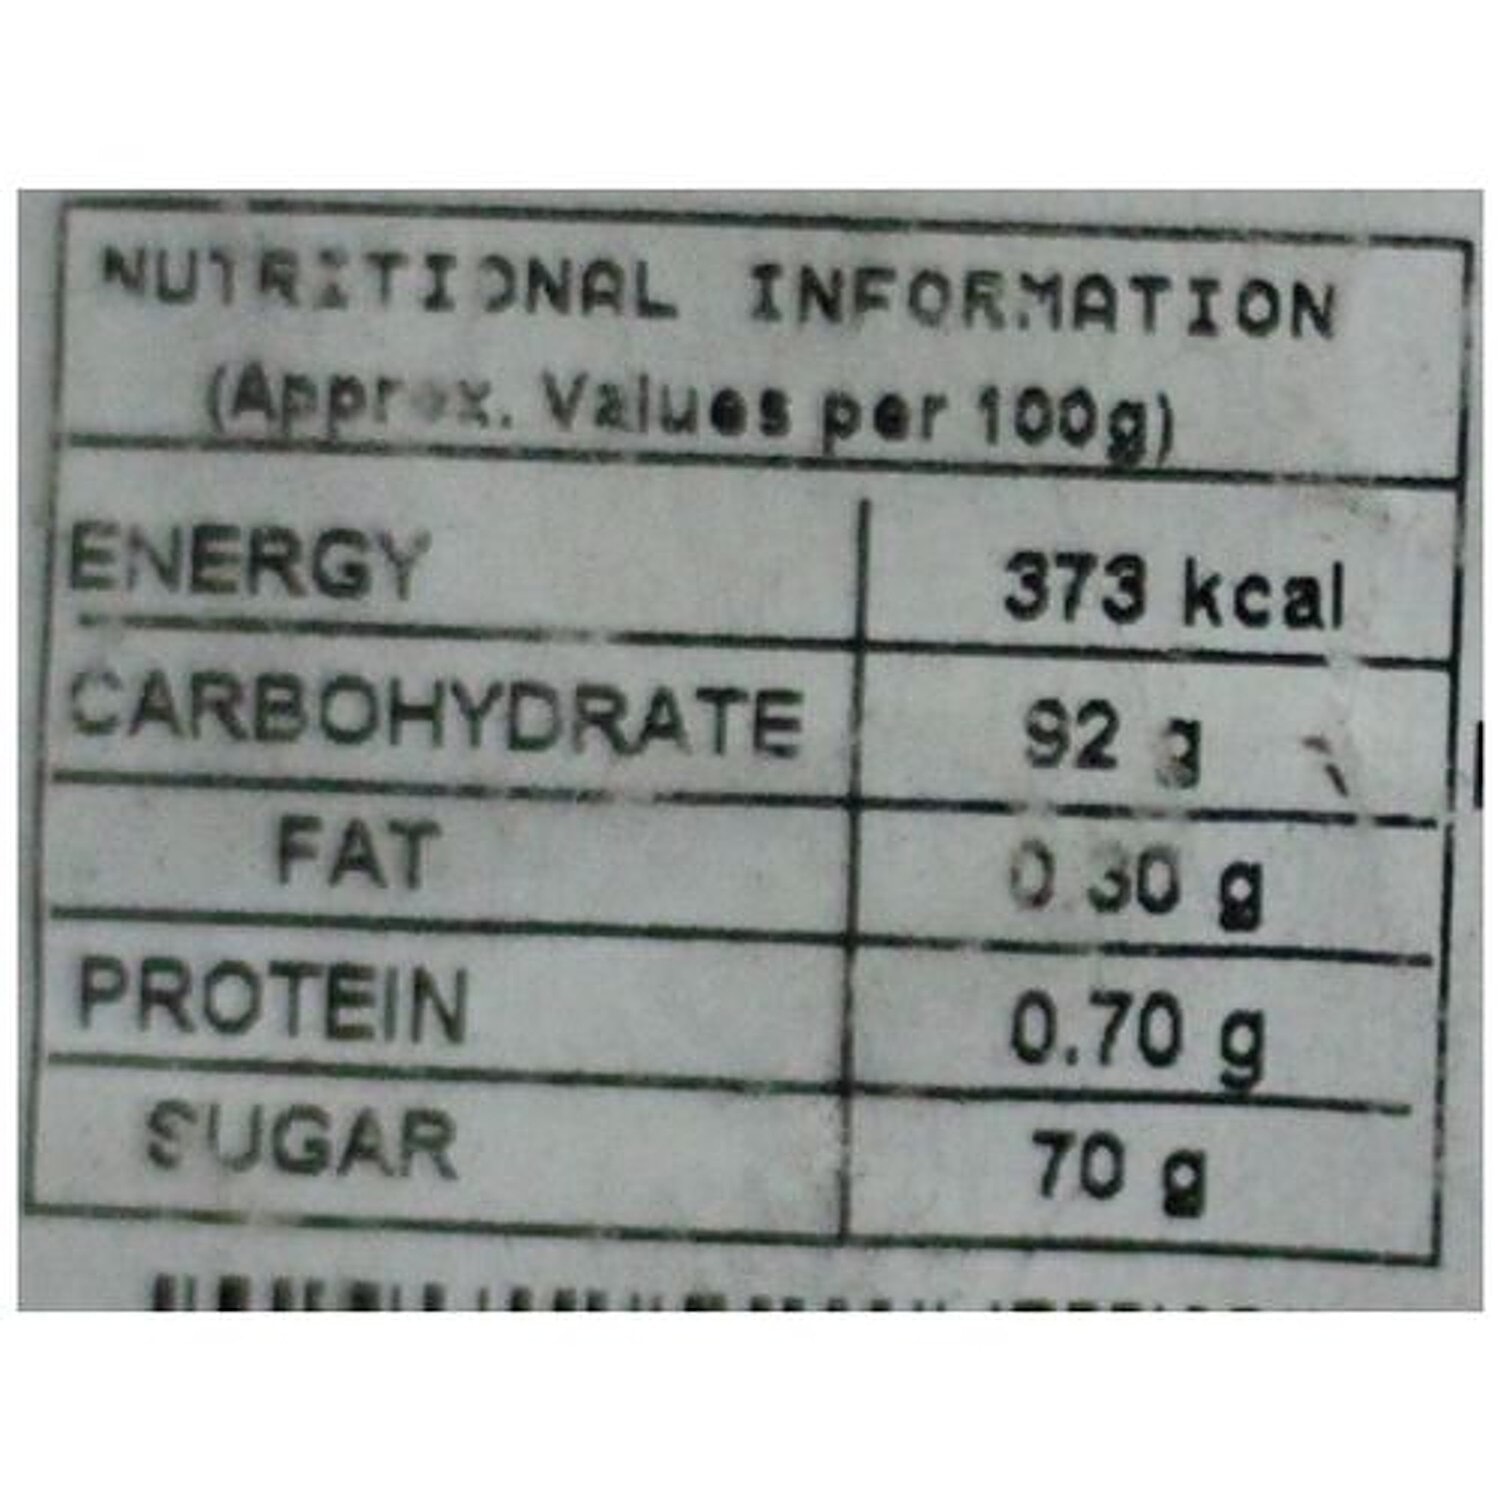 NUTRITIONAL INFORMATION
(Approx. Values per 100g)
ENERGY 373 kcal
CARBOHYDRATE 92 g
FAT 0.30 g
PROTEIN 0.70 g
SUGAR 70 g